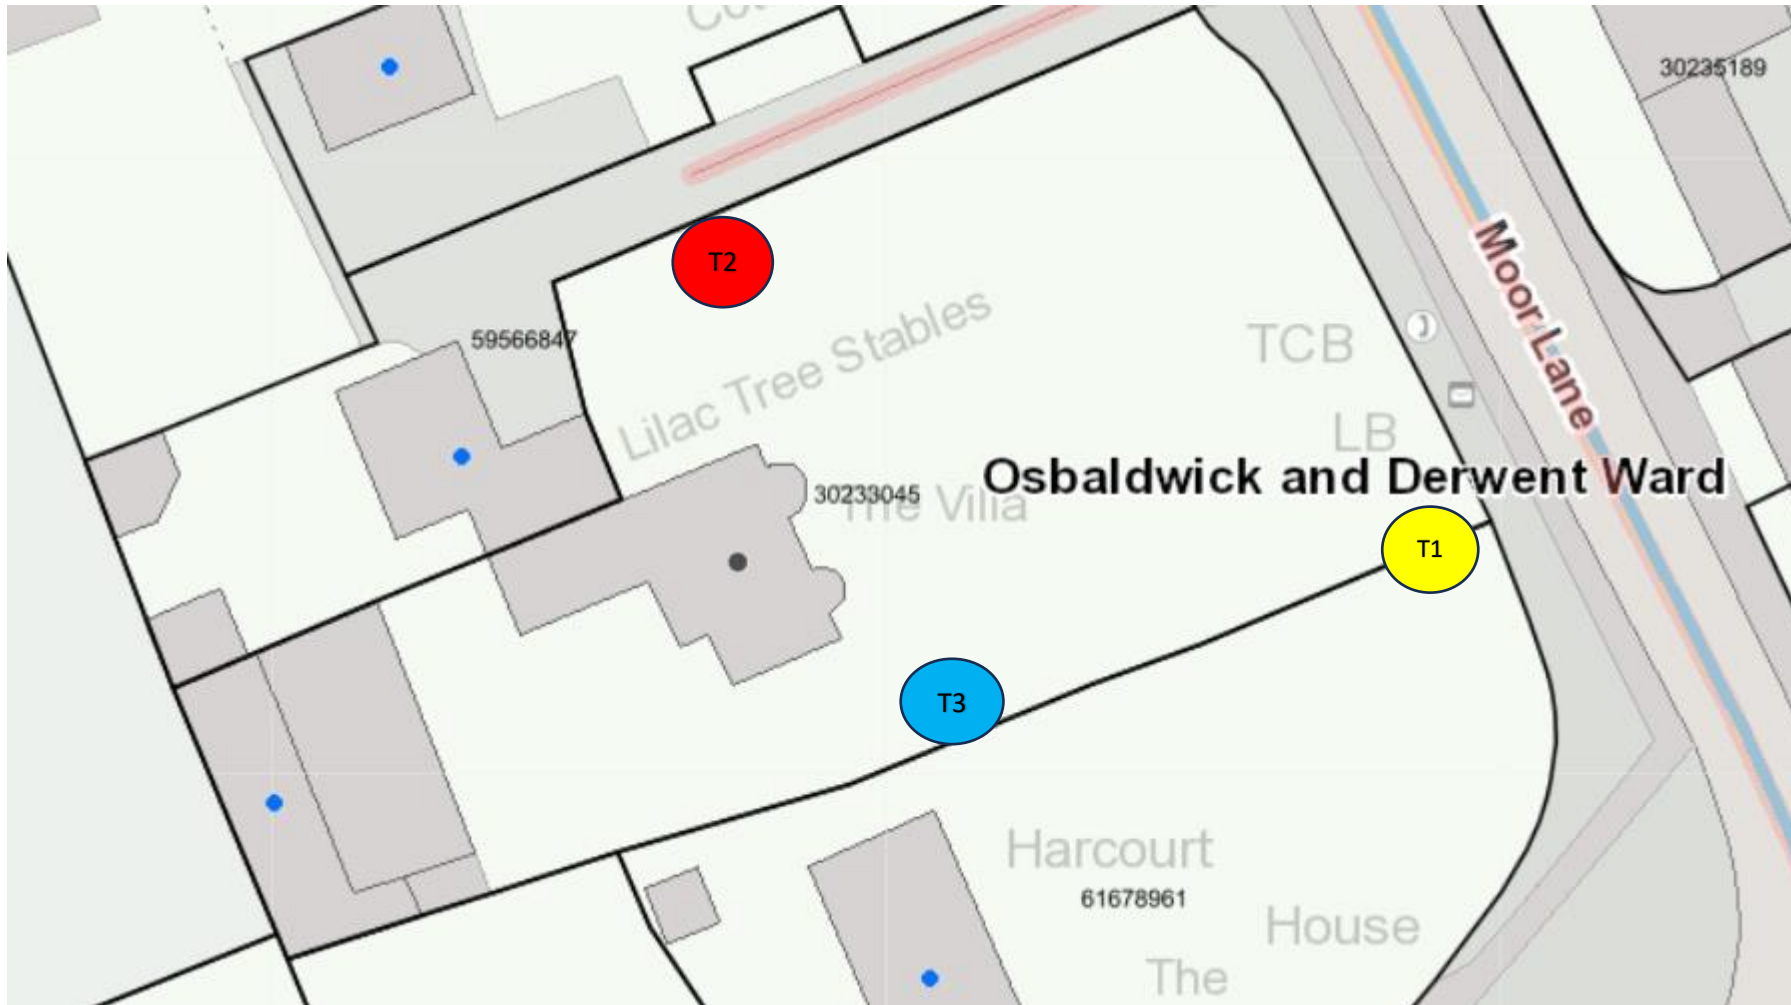 30235189
Moor Lane
T2
59566847
Lilac Tree Stables
TCB
LB
Osbaldwick and Derwent Ward
30233045
The Villa
T1
T3
Harcourt
61678961
House
The